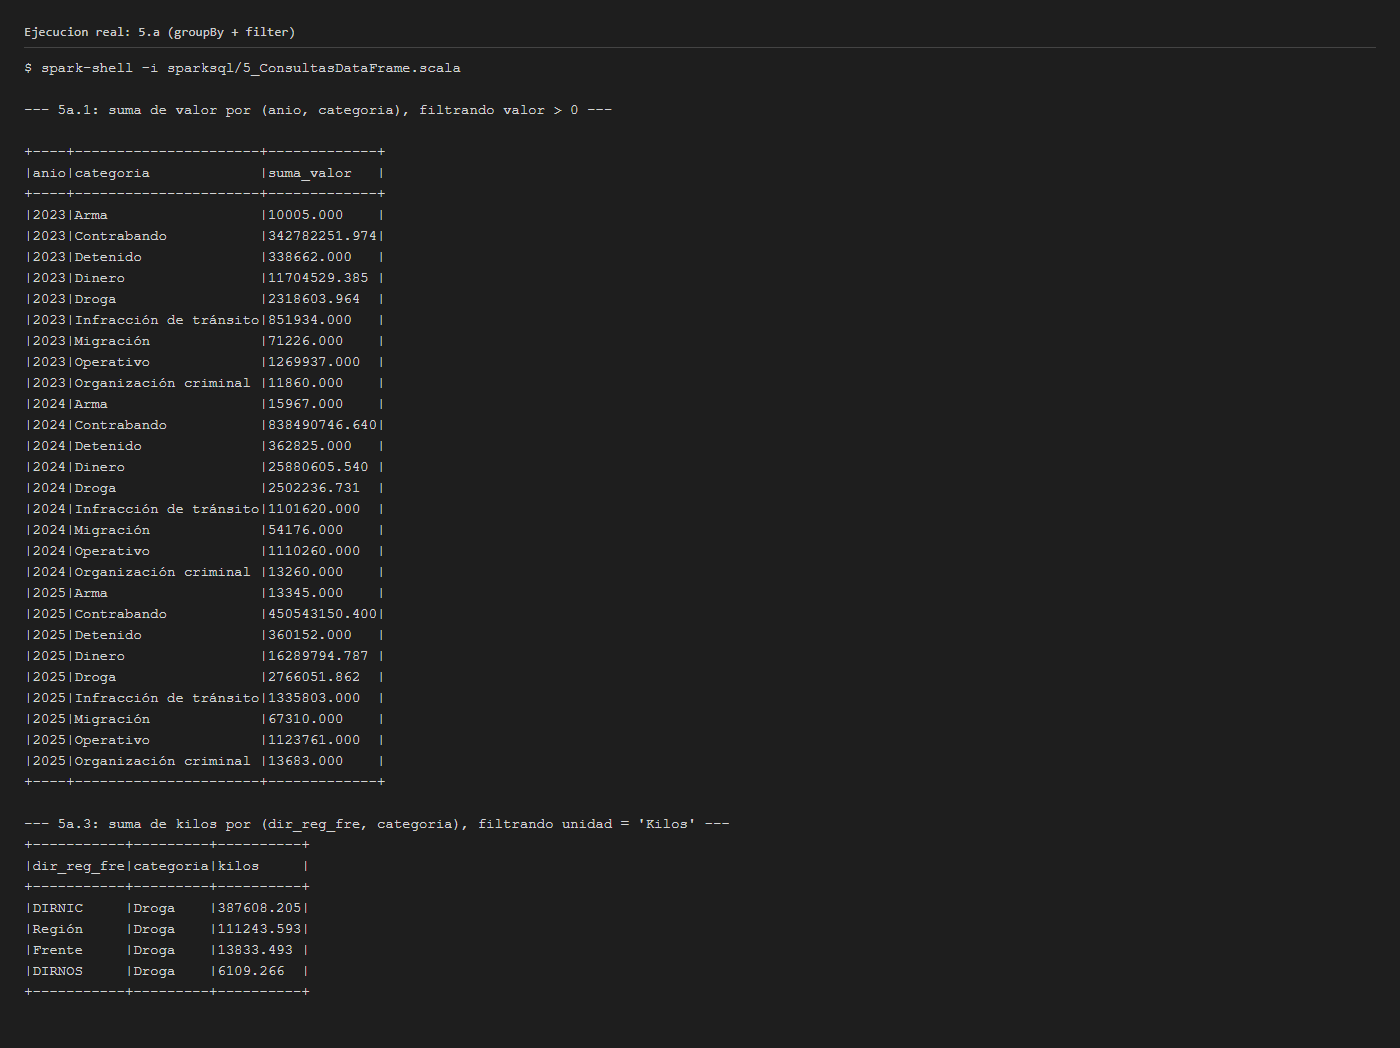 Ejecucion real: 5.a (groupBy + filter)
$ spark-shell -i sparksql/5_ConsultasDataFrame.scala
--- 5a.1: suma de valor por (anio, categoria), filtrando valor > 0 ---
+----+----------------------+-------------+
|anio|categoria             |suma_valor   |
+----+----------------------+-------------+
|2023|Arma                  |10005.000    |
|2023|Contrabando           |342782251.974|
|2023|Detenido              |338662.000   |
|2023|Dinero                |11704529.385 |
|2023|Droga                 |2318603.964  |
|2023|Infracción de tránsito|851934.000   |
|2023|Migración             |71226.000    |
|2023|Operativo             |1269937.000  |
|2023|Organización criminal |11860.000    |
|2024|Arma                  |15967.000    |
|2024|Contrabando           |838490746.640|
|2024|Detenido              |362825.000   |
|2024|Dinero                |25880605.540 |
|2024|Droga                 |2502236.731  |
|2024|Infracción de tránsito|1101620.000  |
|2024|Migración             |54176.000    |
|2024|Operativo             |1110260.000  |
|2024|Organización criminal |13260.000    |
|2025|Arma                  |13345.000    |
|2025|Contrabando           |450543150.400|
|2025|Detenido              |360152.000   |
|2025|Dinero                |16289794.787 |
|2025|Droga                 |2766051.862  |
|2025|Infracción de tránsito|1335803.000  |
|2025|Migración             |67310.000    |
|2025|Operativo             |1123761.000  |
|2025|Organización criminal |13683.000    |
+----+----------------------+-------------+
--- 5a.3: suma de kilos por (dir_reg_fre, categoria), filtrando unidad = 'Kilos' ---
+-----------+---------+----------+
|dir_reg_fre|categoria|kilos     |
+-----------+---------+----------+
|DIRNIC     |Droga    |387608.205|
|Región     |Droga    |111243.593|
|Frente     |Droga    |13833.493 |
|DIRNOS     |Droga    |6109.266  |
+-----------+---------+----------+